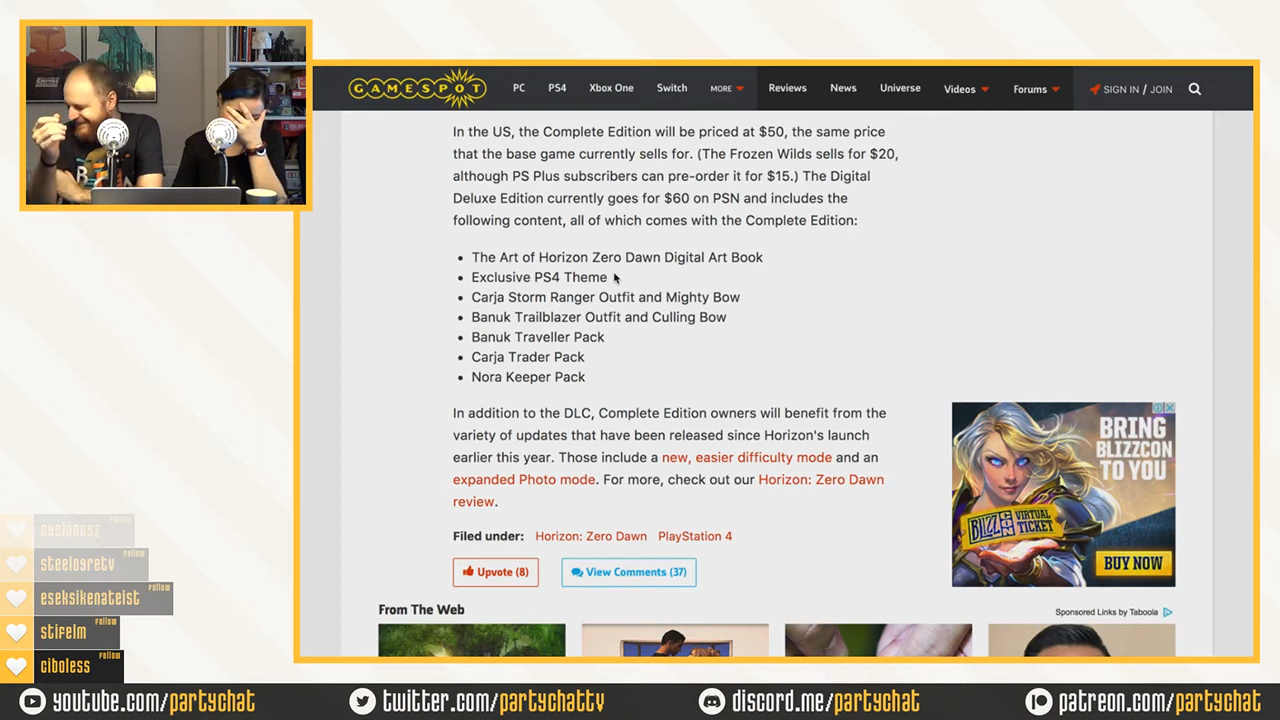 GAMESPOT
PC PS4 Xbox One Switch MORE Reviews News Universe Videos Forums SIGN IN / JOIN
In the US, the Complete Edition will be priced at $50, the same price
that the base game currently sells for. (The Frozen Wilds sells for $20,
although PS Plus subscribers can pre-order it for $15.) The Digital
Deluxe Edition currently goes for $60 on PSN and includes the
following content, all of which comes with the Complete Edition:
• The Art of Horizon Zero Dawn Digital Art Book
• Exclusive PS4 Theme
• Carja Storm Ranger Outfit and Mighty Bow
• Banuk Trailblazer Outfit and Culling Bow
• Banuk Traveller Pack
• Carja Trader Pack
• Nora Keeper Pack
In addition to the DLC, Complete Edition owners will benefit from the
variety of updates that have been released since Horizon's launch
earlier this year. Those include a new, easier difficulty mode and an
expanded Photo mode. For more, check out our Horizon: Zero Dawn
review.
Filed under: Horizon: Zero Dawn PlayStation 4
Upvote (8) View Comments (37)
BRING
BLIZZCON
TO YOU
BLIZZCON VIRTUAL
TICKET
BUY NOW
From The Web
Sponsored Links by Taboola
steelosretv Follow
eseksikenateist Follow
stifelm Follow
ciboless Follow
youtube.com/partychat twitter.com/partychattv discord.me/partychat patreon.com/partychat